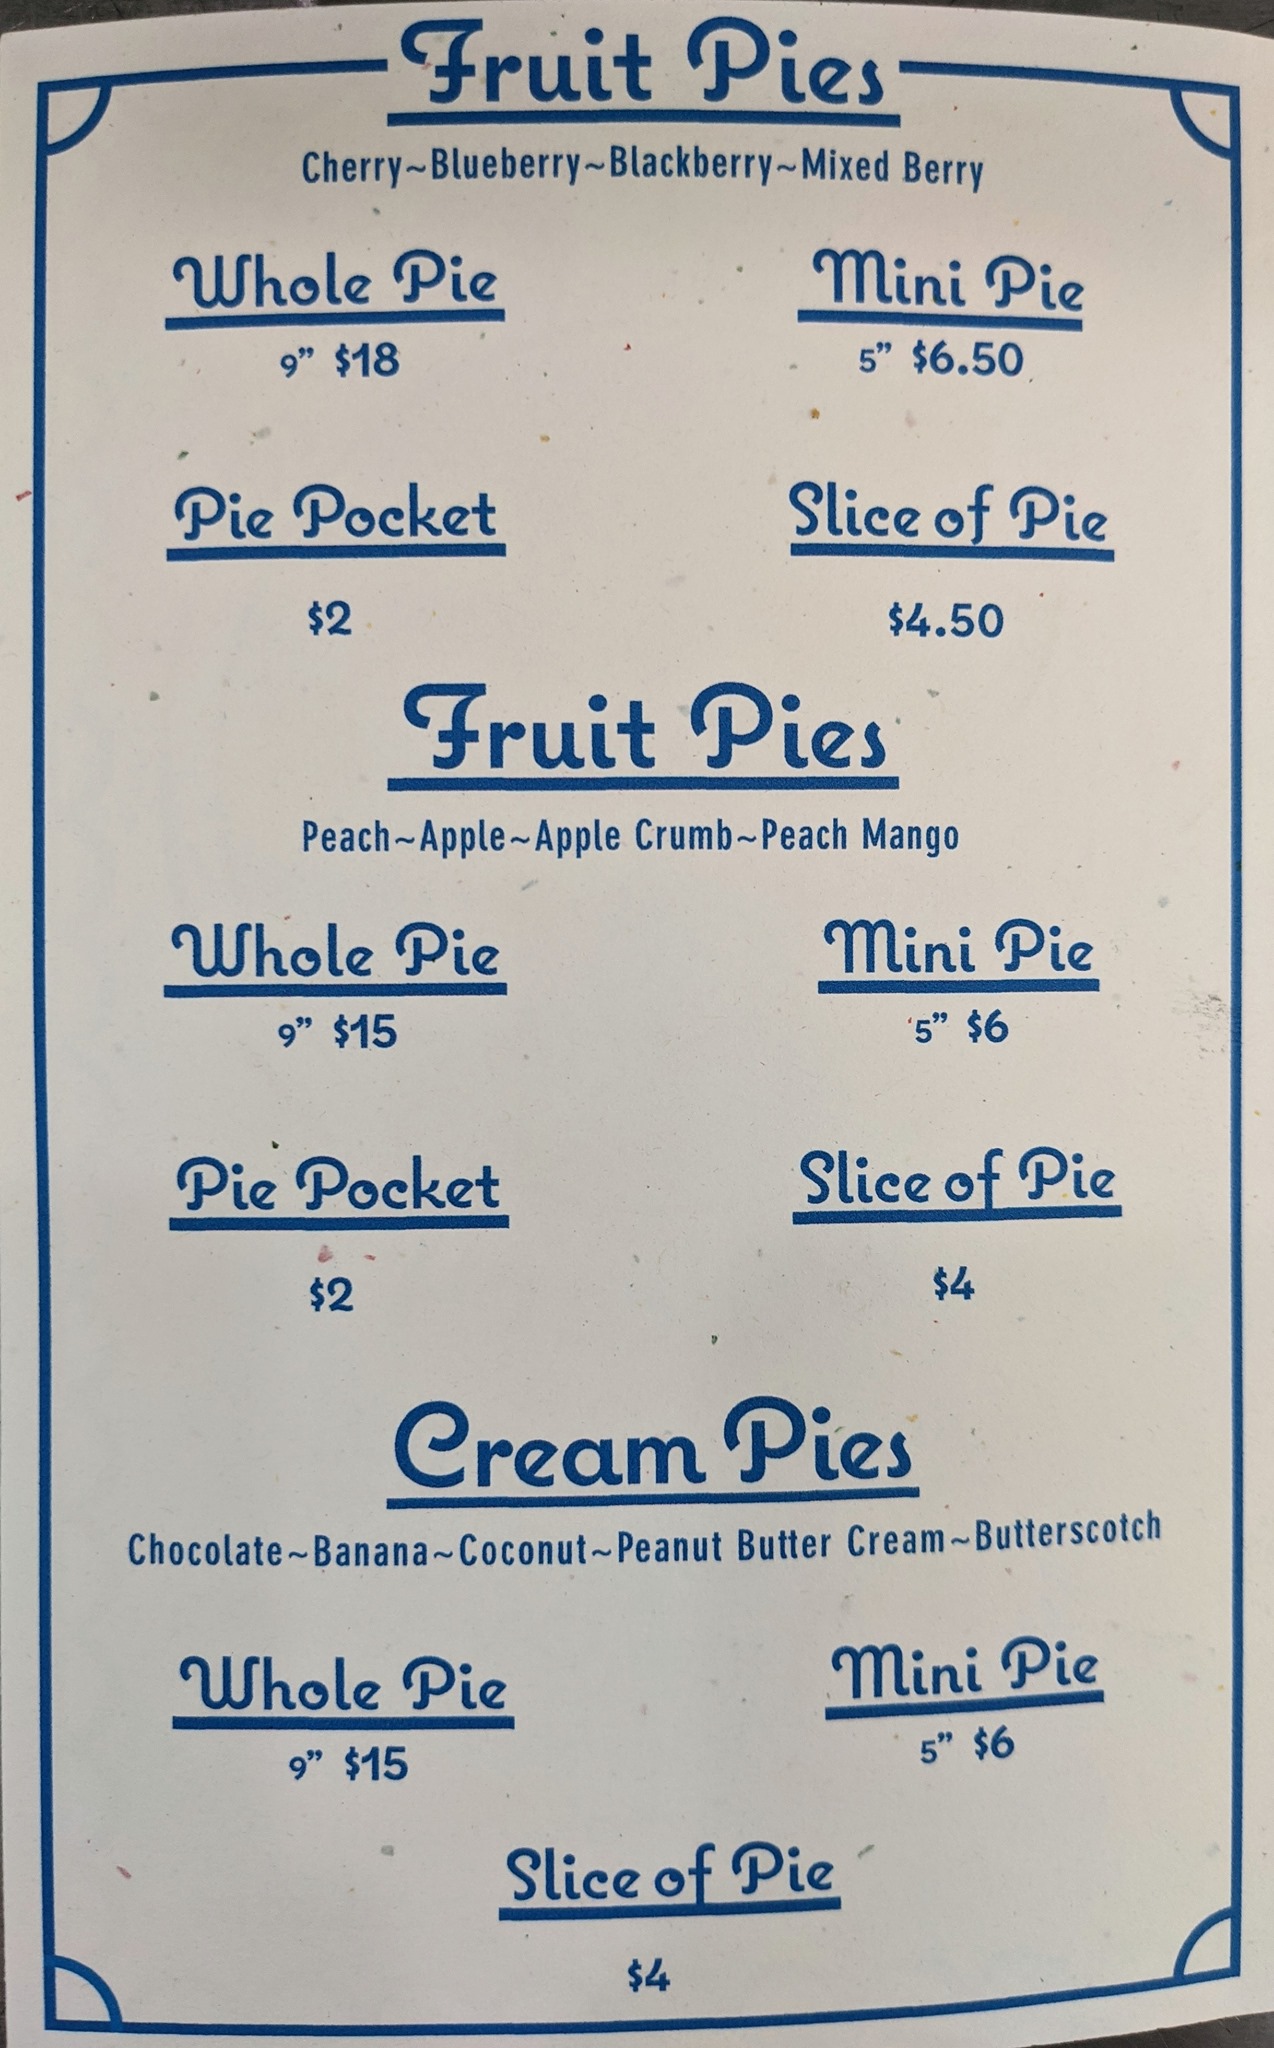 Fruit Pies
Cherry~Blueberry~Blackberry~Mixed Berry
Whole Pie
9” $18
Mini Pie
5” $6.50
Pie Pocket
$2
Slice of Pie
$4.50
Fruit Pies
Peach~Apple~Apple Crumb~Peach Mango
Whole Pie
9” $15
Mini Pie
5” $6
Pie Pocket
$2
Slice of Pie
$4
Cream Pies
Chocolate~Banana~Coconut~Peanut Butter Cream~Butterscotch
Whole Pie
9” $15
Mini Pie
5” $6
Slice of Pie
$4